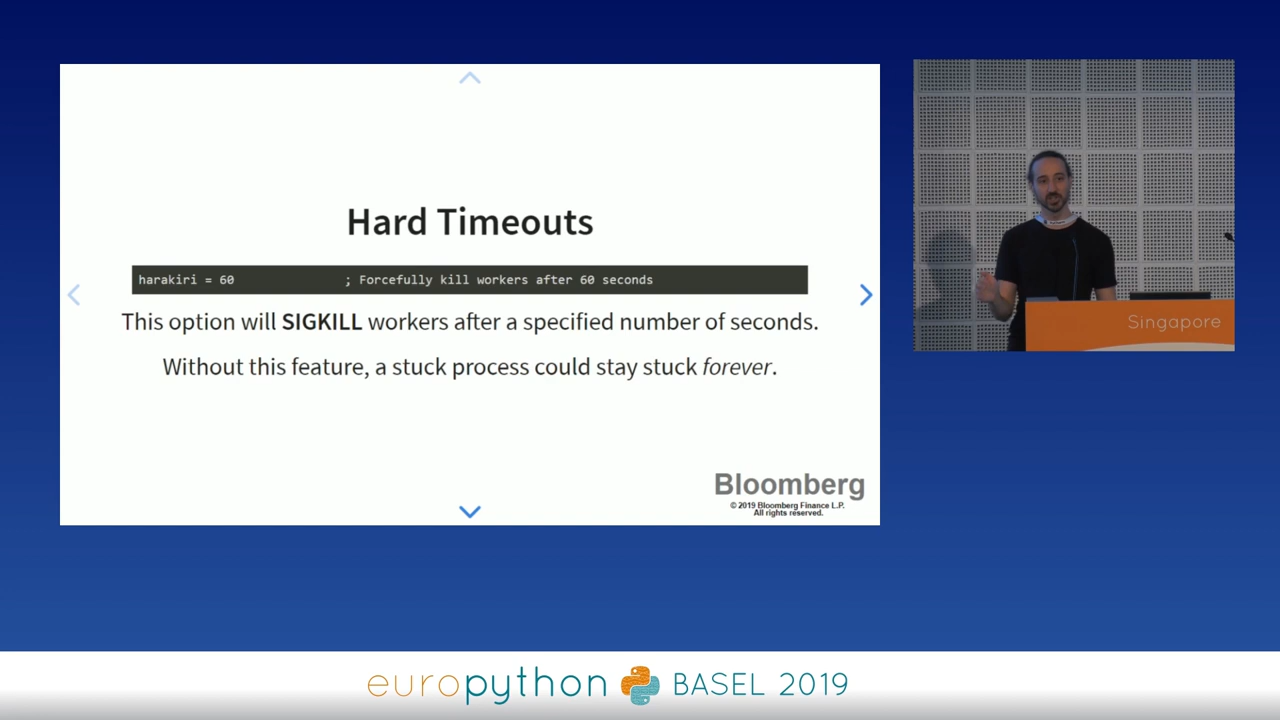 Hard Timeouts
harakiri = 60 ; Forcefully kill workers after 60 seconds
This option will SIGKILL workers after a specified number of seconds.
Without this feature, a stuck process could stay stuck forever.
Bloomberg
© 2019 Bloomberg Finance L.P.
All rights reserved.
Singapore
europython BASEL 2019